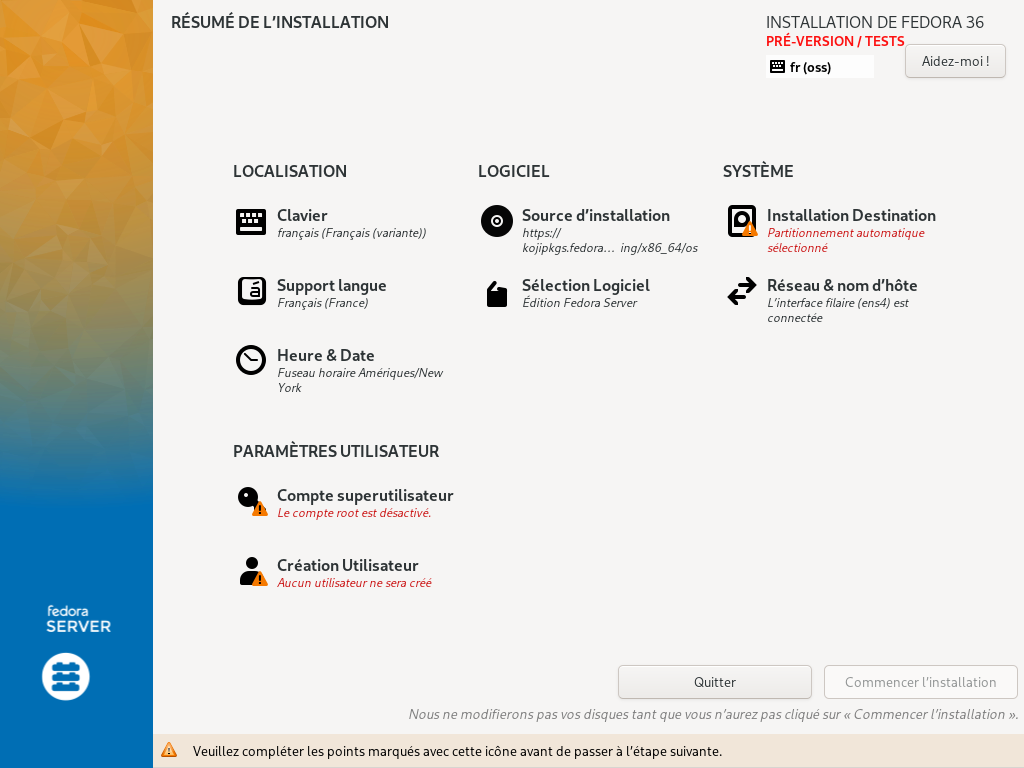 RÉSUMÉ DE L'INSTALLATION
INSTALLATION DE FEDORA 36
PRÉ-VERSION / TESTS
fr (oss)
Aidez-moi !
LOCALISATION
Clavier
français (Français (variante))
Support langue
Français (France)
Heure & Date
Fuseau horaire Amériques/New
York
LOGICIEL
Source d'installation
https://
kojipkgs.fedora… ing/x86_64/os
Sélection Logiciel
Édition Fedora Server
SYSTÈME
Installation Destination
Partitionnement automatique
sélectionné
Réseau & nom d'hôte
L'interface filaire (ens4) est
connectée
PARAMÈTRES UTILISATEUR
Compte superutilisateur
Le compte root est désactivé.
Création Utilisateur
Aucun utilisateur ne sera créé
fedora
SERVER
Quitter
Commencer l'installation
Nous ne modifierons pas vos disques tant que vous n'aurez pas cliqué sur « Commencer l'installation ».
Veuillez compléter les points marqués avec cette icône avant de passer à l'étape suivante.